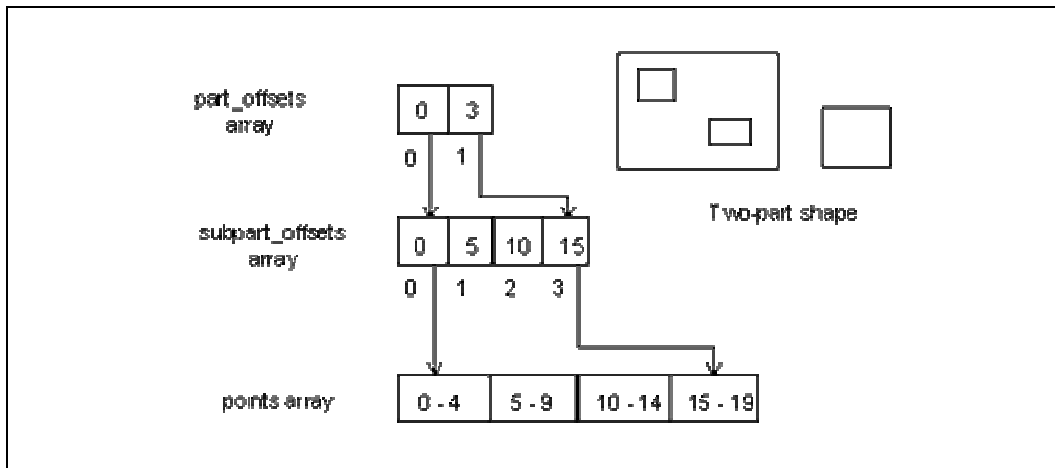 part_offsets
array
0 3
0 1
Two-part shape
subpart_offsets
array
0 5 10 15
0 1 2 3
points array
0 - 4 5 - 9 10 - 14 15 - 19